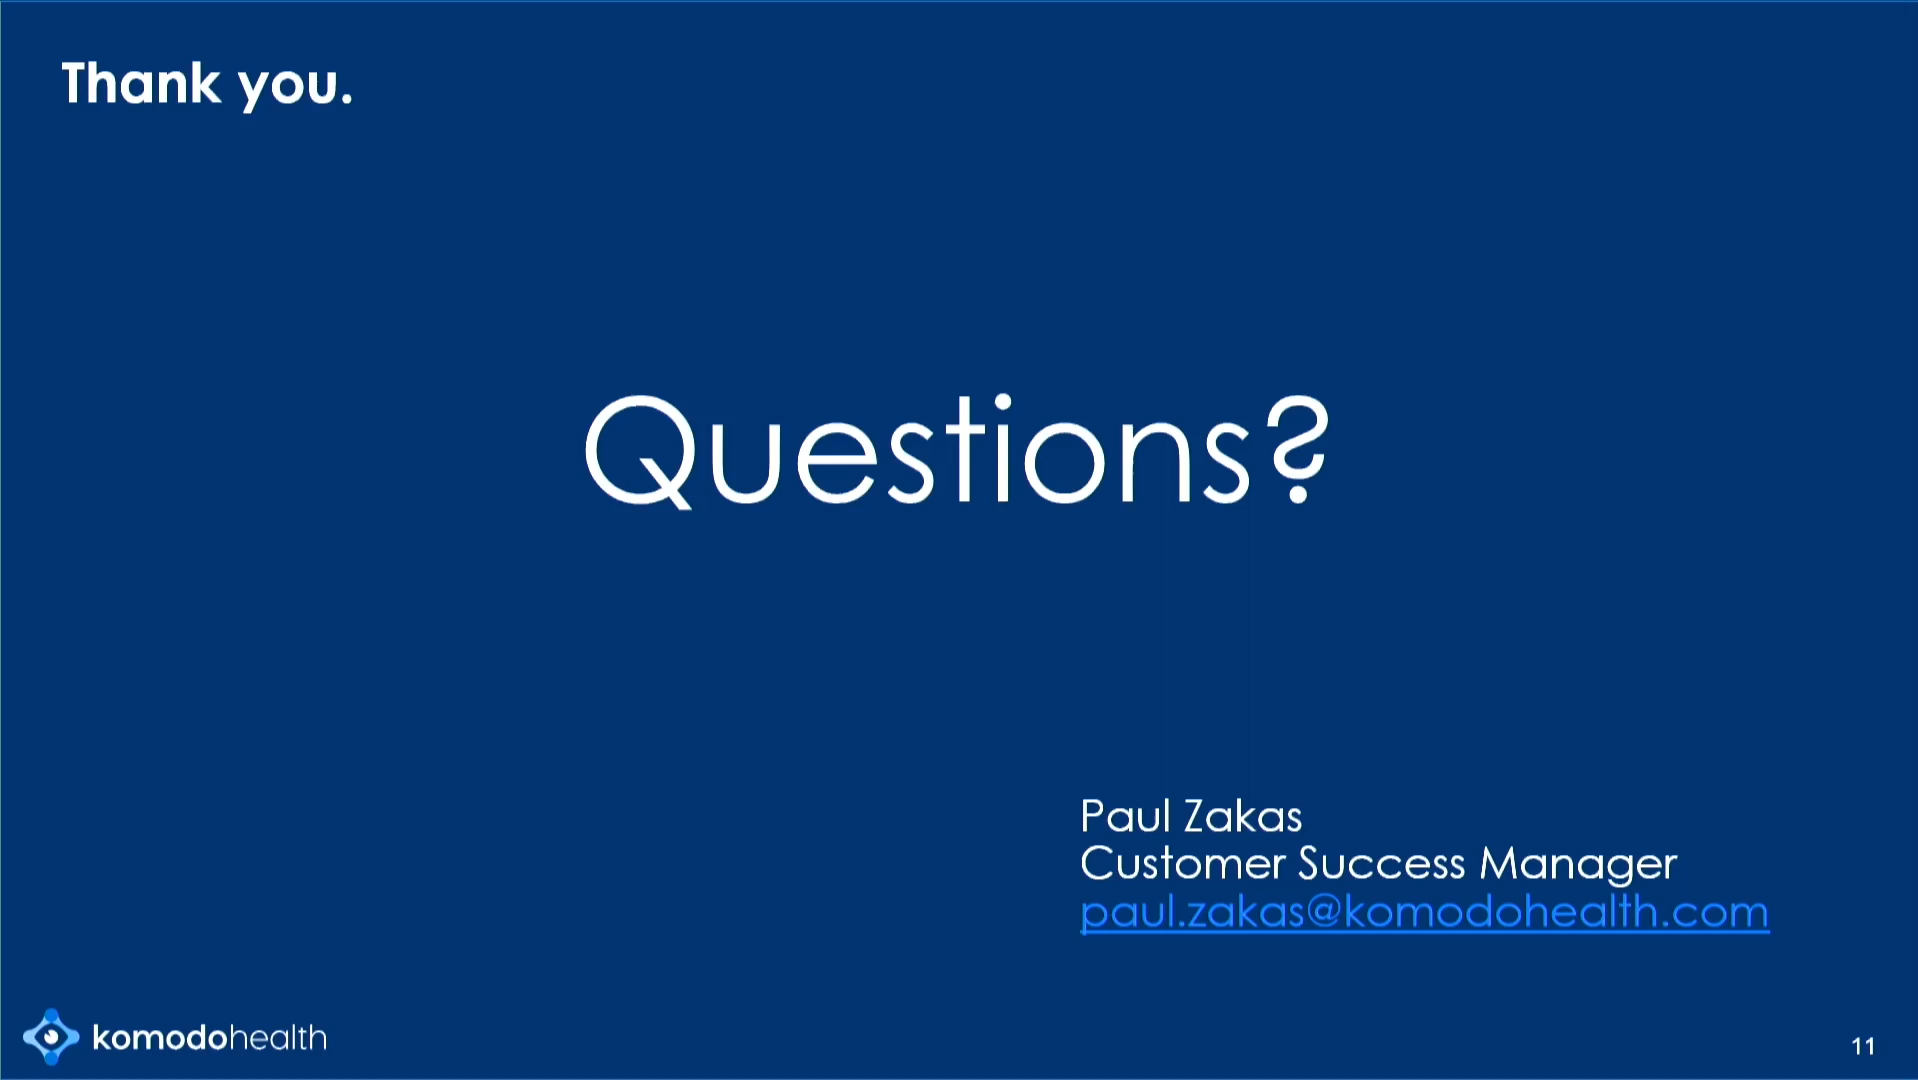 Thank you.
Questions?
Paul Zakas
Customer Success Manager
paul.zakas@komodohealth.com
komodohealth
11